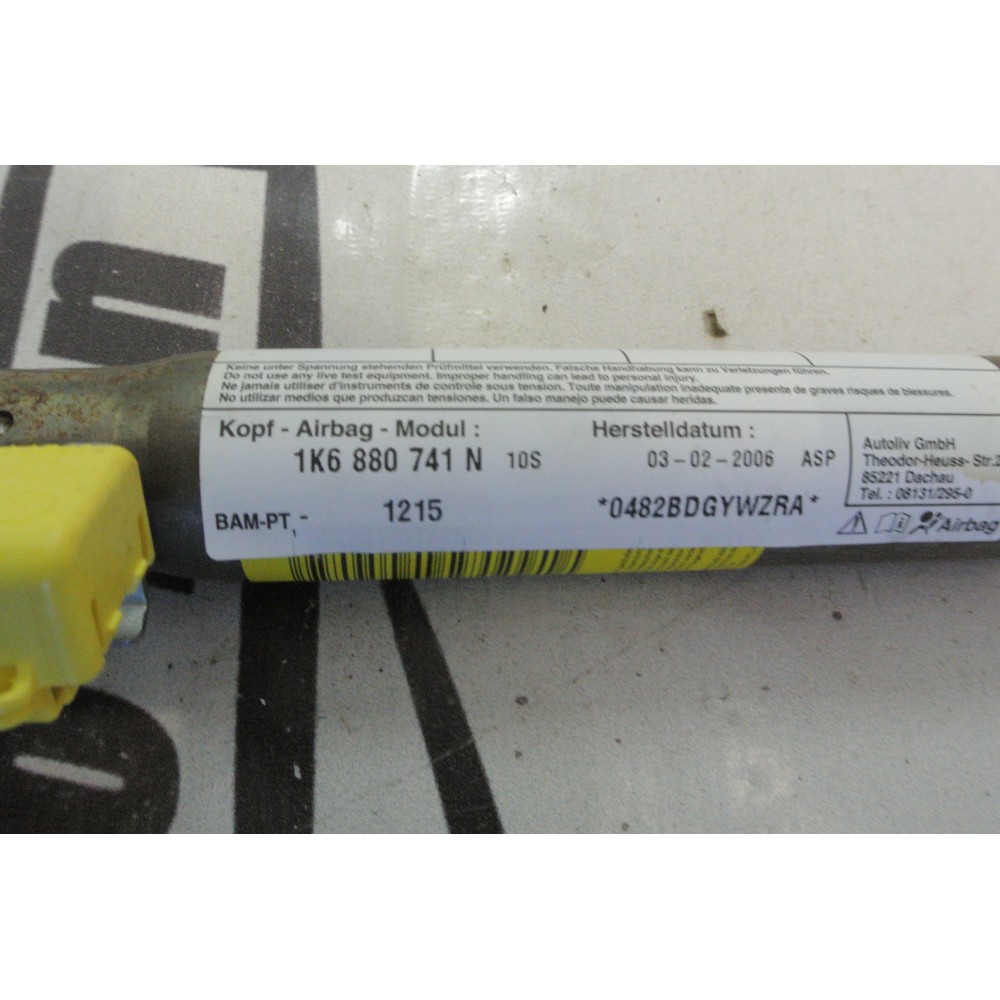 Keine unter Spannung stehenden Prüfmittel verwenden. Falsche Handhabung kann zu Verletzungen führen.
Do not use any live test equipment. Improper handling can lead to personal injury.
Ne jamais utiliser d'instruments de controle sous tension. Toute manipulation inadequate presente de graves risques de blessures.
No utilizar medios que produzcan tensiones. Un falso manejo puede causar heridas.
Kopf - Airbag - Modul :
1K6 880 741 N 10S
BAM-PT,- 1215
Herstelldatum :
03-02-2006 ASP
*0482BDGYWZRA*
Autoliv GmbH
Theodor-Heuss- Str.2
85221 Dachau
Tel. : 08131/295-0
Airbag